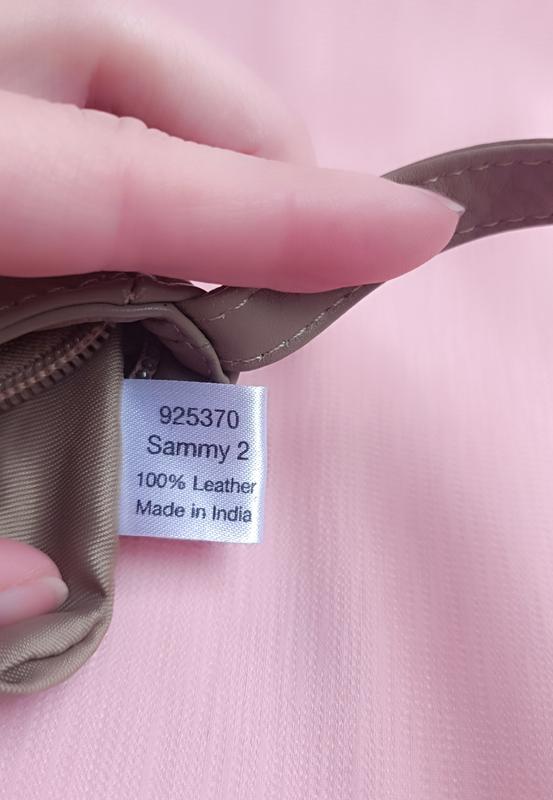 925370
Sammy 2
100% Leather
Made in India